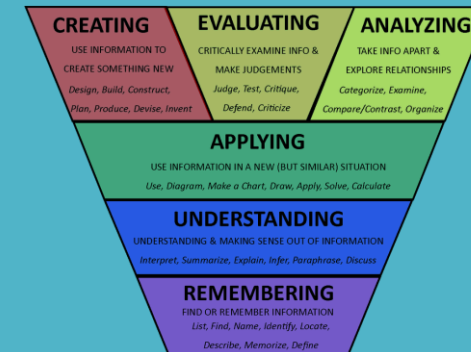 CREATING
USE INFORMATION TO
CREATE SOMETHING NEW
Design, Build, Construct,
Plan, Produce, Devise, Invent
EVALUATING
CRITICALLY EXAMINE INFO &
MAKE JUDGEMENTS
Judge, Test, Critique,
Defend, Criticize
ANALYZING
TAKE INFO APART &
EXPLORE RELATIONSHIPS
Categorize, Examine,
Compare/Contrast, Organize
APPLYING
USE INFORMATION IN A NEW (BUT SIMILAR) SITUATION
Use, Diagram, Make a Chart, Draw, Apply, Solve, Calculate
UNDERSTANDING
UNDERSTANDING & MAKING SENSE OUT OF INFORMATION
Interpret, Summarize, Explain, Infer, Paraphrase, Discuss
REMEMBERING
FIND OR REMEMBER INFORMATION
List, Find, Name, Identify, Locate,
Describe, Memorize, Define